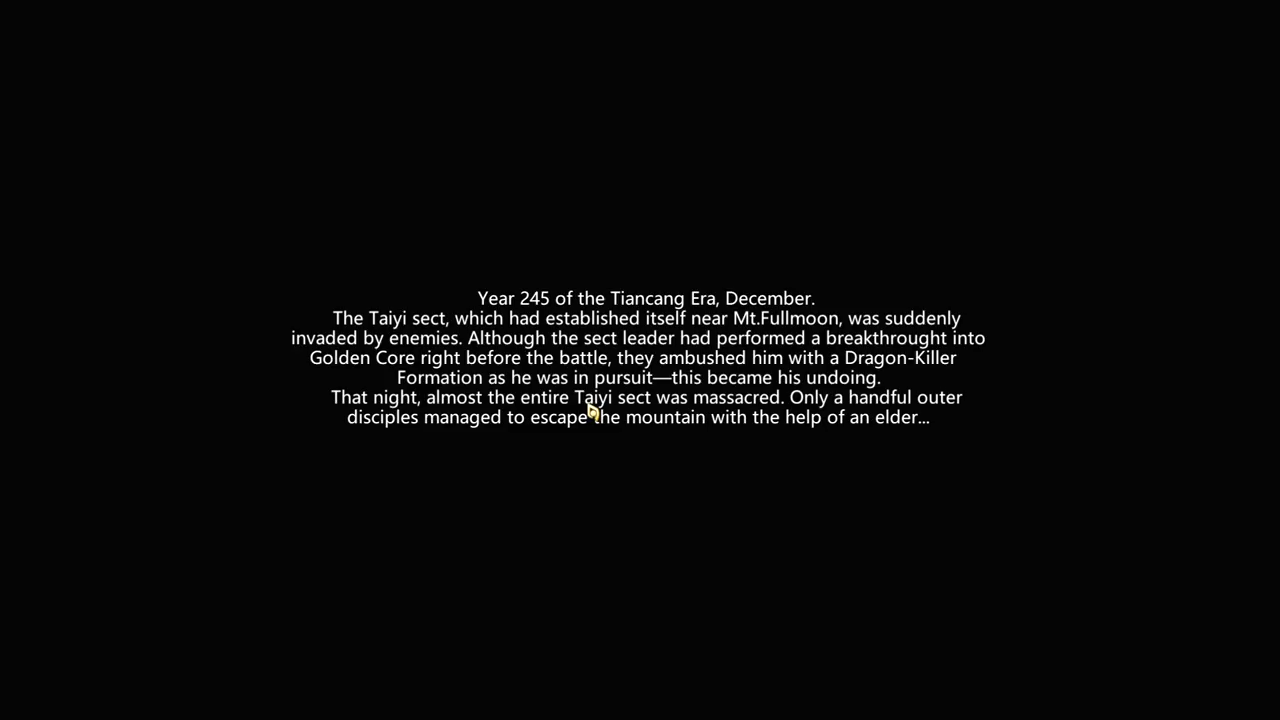 Year 245 of the Tiancang Era, December.
The Taiyi sect, which had established itself near Mt.Fullmoon, was suddenly
invaded by enemies. Although the sect leader had performed a breakthrought into
Golden Core right before the battle, they ambushed him with a Dragon-Killer
Formation as he was in pursuit—this became his undoing.
That night, almost the entire Taiyi sect was massacred. Only a handful outer
disciples managed to escape the mountain with the help of an elder...